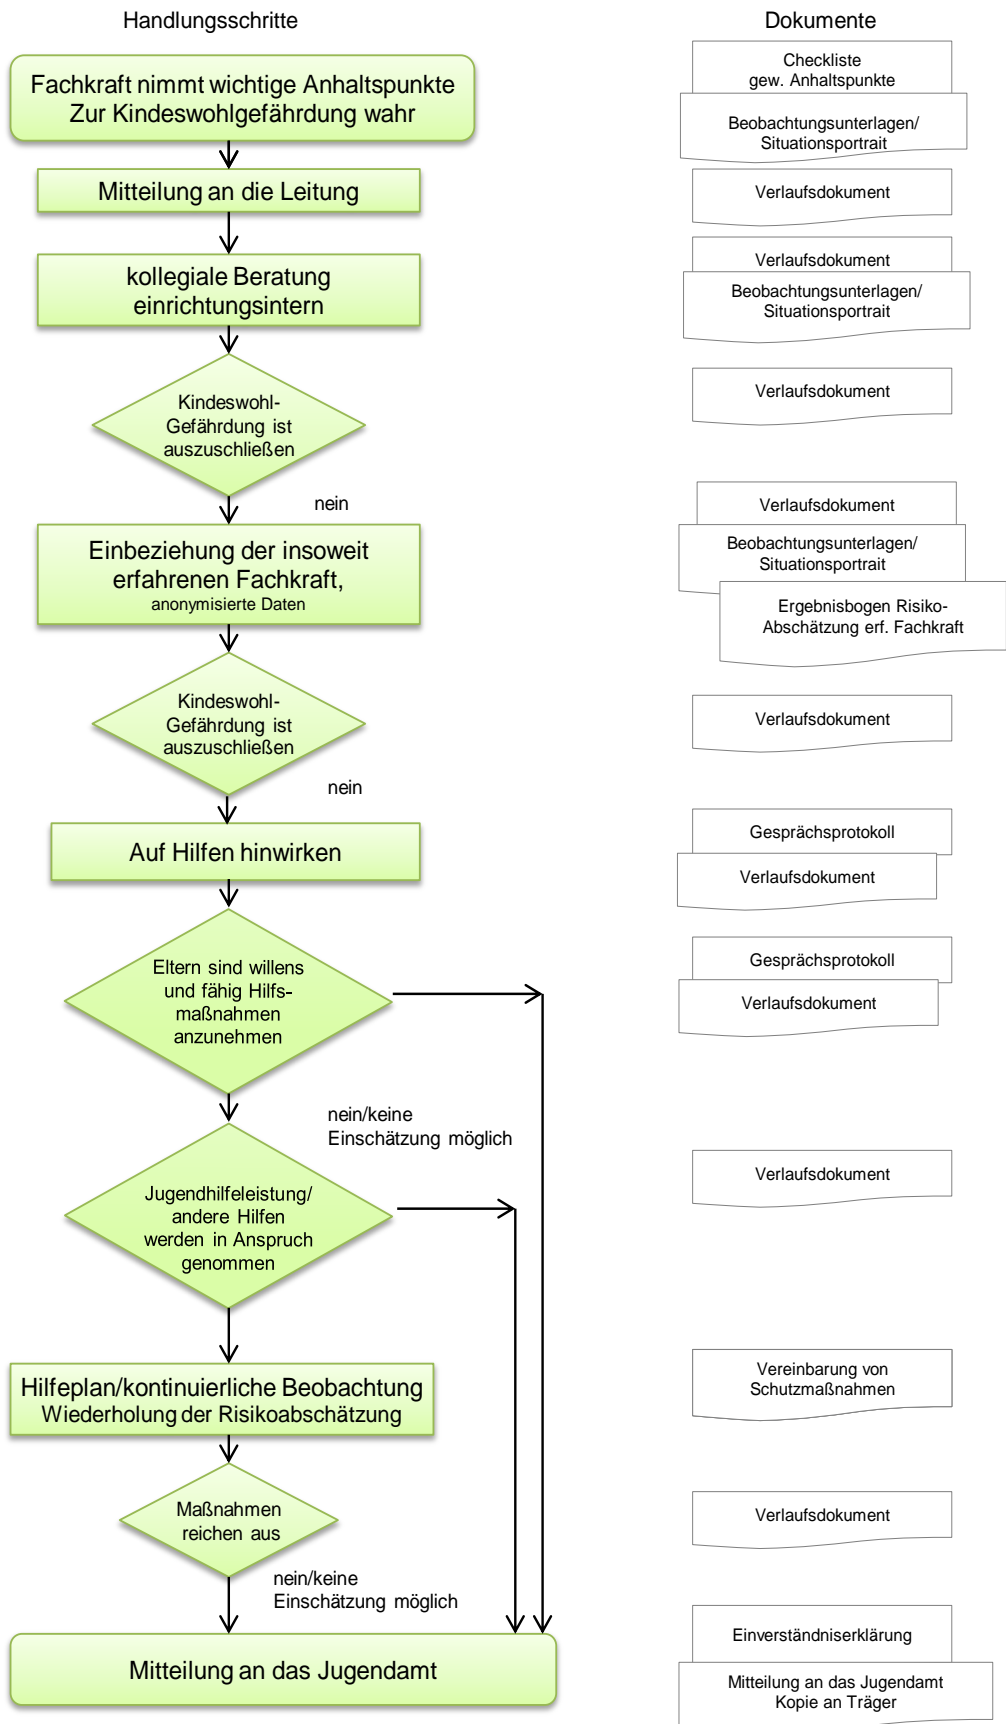 Handlungsschritte
Dokumente
Fachkraft nimmt wichtige Anhaltspunkte
Zur Kindeswohlgefährdung wahr
Checkliste
gew. Anhaltspunkte
Beobachtungsunterlagen/
Situationsportrait
Mitteilung an die Leitung
Verlaufsdokument
kollegiale Beratung
einrichtungsintern
Verlaufsdokument
Beobachtungsunterlagen/
Situationsportrait
Kindeswohl-
Gefährdung ist
auszuschließen
Verlaufsdokument
nein
Einbeziehung der insoweit
erfahrenen Fachkraft,
anonymisierte Daten
Verlaufsdokument
Beobachtungsunterlagen/
Situationsportrait
Ergebnisbogen Risiko-
Abschätzung erf. Fachkraft
Kindeswohl-
Gefährdung ist
auszuschließen
Verlaufsdokument
nein
Auf Hilfen hinwirken
Gesprächsprotokoll
Verlaufsdokument
Eltern sind willens
und fähig Hilfs-
maßnahmen
anzunehmen
Gesprächsprotokoll
Verlaufsdokument
nein/keine
Einschätzung möglich
Jugendhilfeleistung/
andere Hilfen
werden in Anspruch
genommen
Verlaufsdokument
Hilfeplan/kontinuierliche Beobachtung
Wiederholung der Risikoabschätzung
Vereinbarung von
Schutzmaßnahmen
Maßnahmen
reichen aus
Verlaufsdokument
nein/keine
Einschätzung möglich
Mitteilung an das Jugendamt
Einverständniserklärung
Mitteilung an das Jugendamt
Kopie an Träger